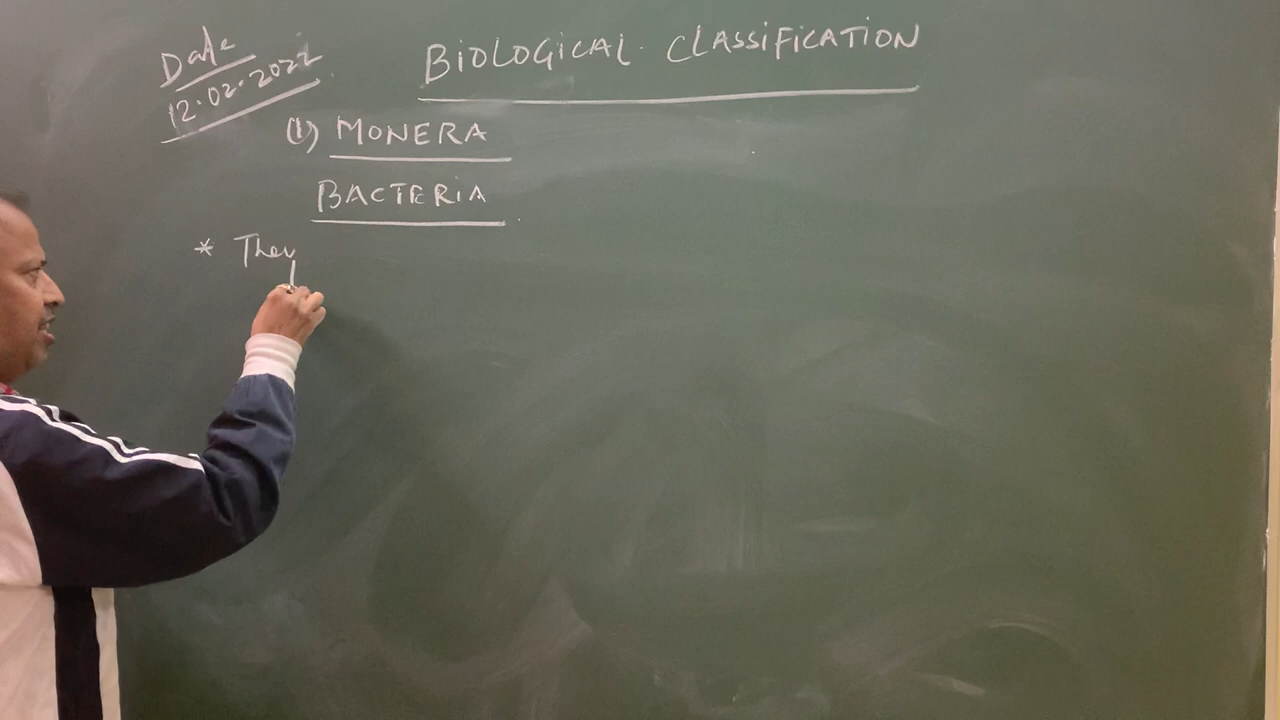 Date
12.02.2022
BiOLOGiCAL CLASSiFiCATiON
(1) MONERA
BACTERiA
* They